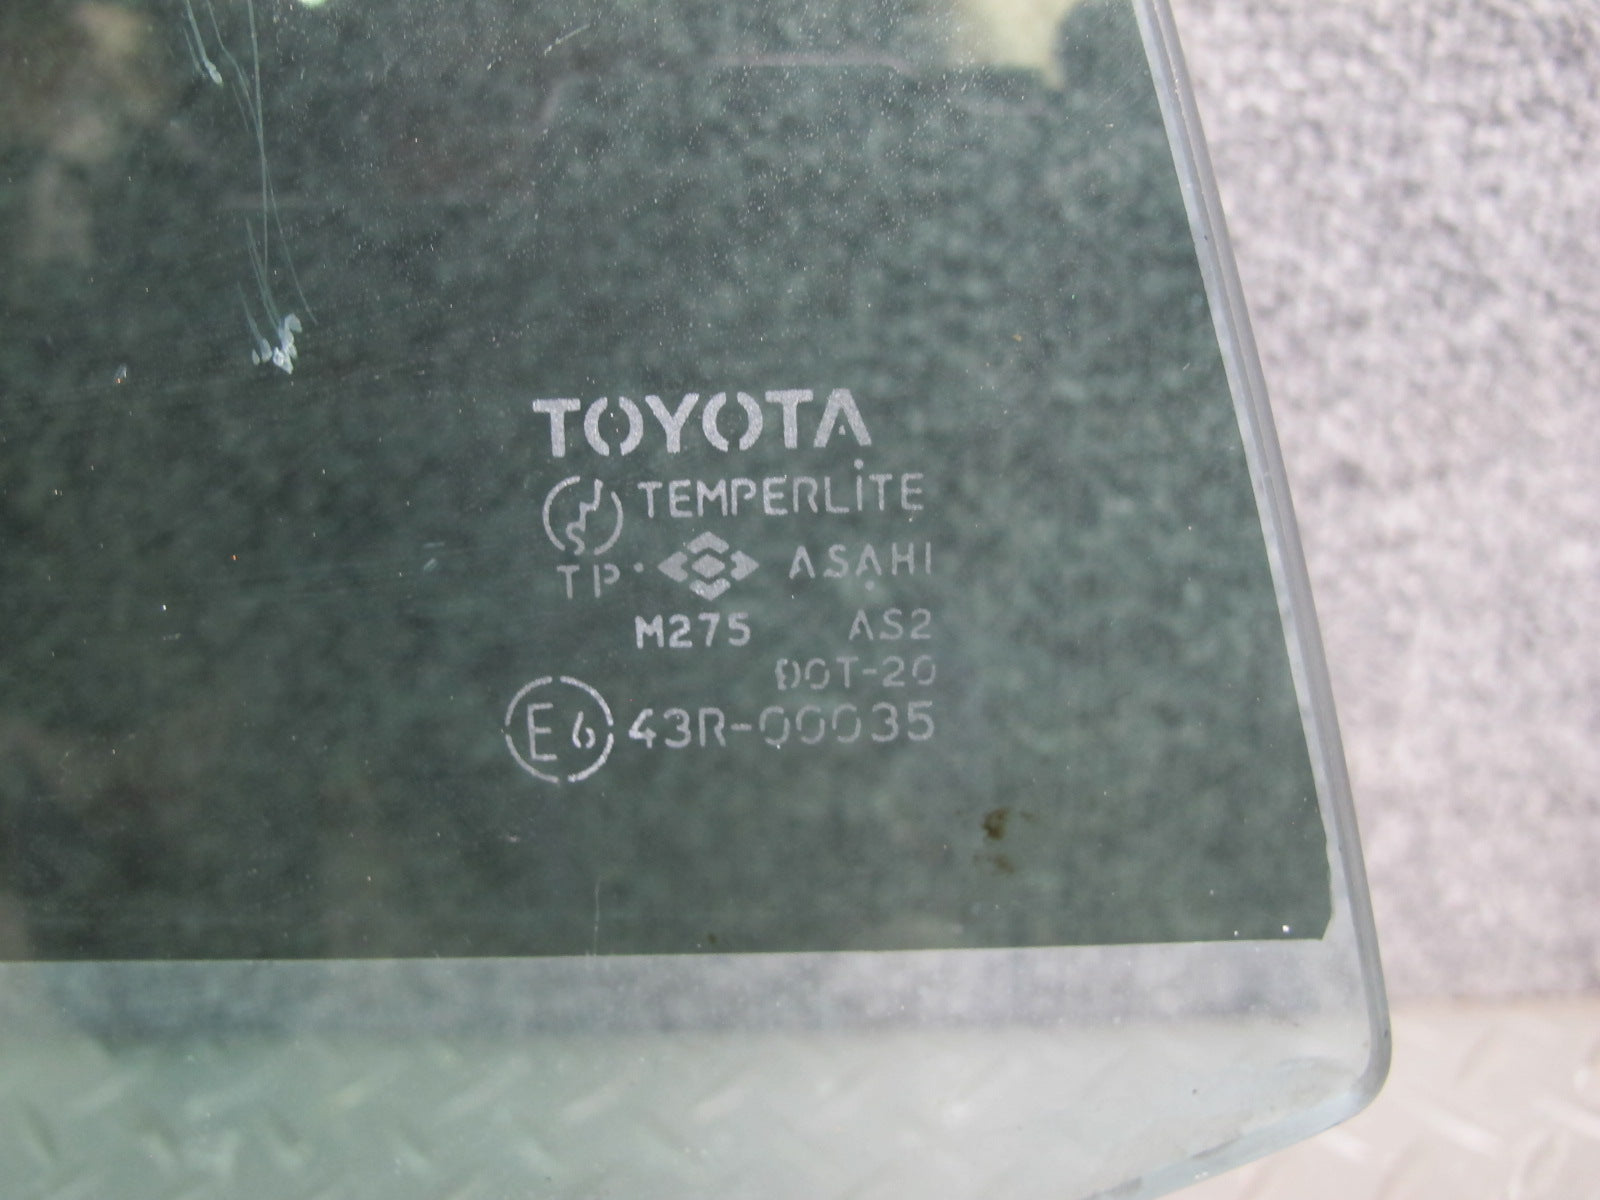 TOYOTA
TEMPERLITE
TP · ASAHI
M275 AS2
DOT-20
E6 43R-00035